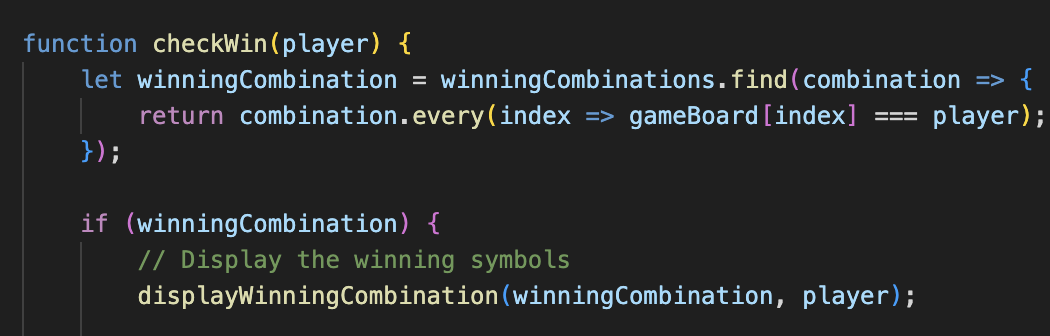 function checkWin(player) {
    let winningCombination = winningCombinations.find(combination => {
        return combination.every(index => gameBoard[index] === player);
    });
    if (winningCombination) {
        // Display the winning symbols
        displayWinningCombination(winningCombination, player);